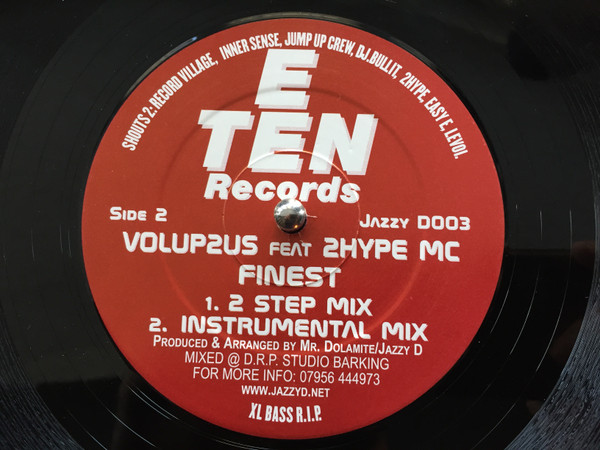 SHOUTS 2: RECORD VILLAGE, INNER SENSE, JUMP UP CREW, DJ.BULLIT, 2HYPE, EASY E, LEVOI.
E
TEN
Records
SIDE 2
JAZZY D003
VOLUP2US FEAT 2HYPE MC
FINEST
1. 2 STEP MIX
2. INSTRUMENTAL MIX
PRODUCED & ARRANGED BY MR. DOLAMITE/JAZZY D
MIXED @ D.R.P. STUDIO BARKING
FOR MORE INFO: 07956 444973
WWW.JAZZYD.NET
XL BASS R.I.P.